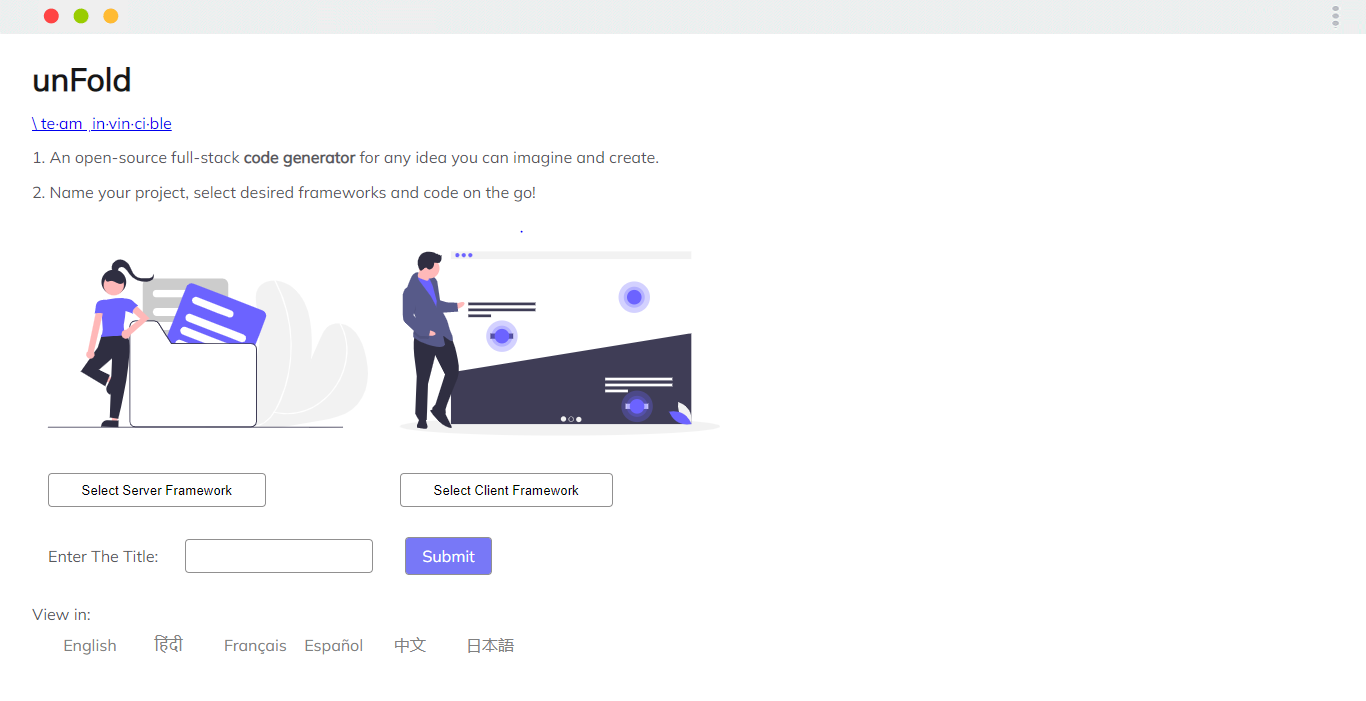 unFold
\ te·am ˌin·vin·ci·ble
1. An open-source full-stack code generator for any idea you can imagine and create.
2. Name your project, select desired frameworks and code on the go!
Select Server Framework Select Client Framework
Enter The Title: Submit
View in:
English हिंदी Français Español 中文 日本語